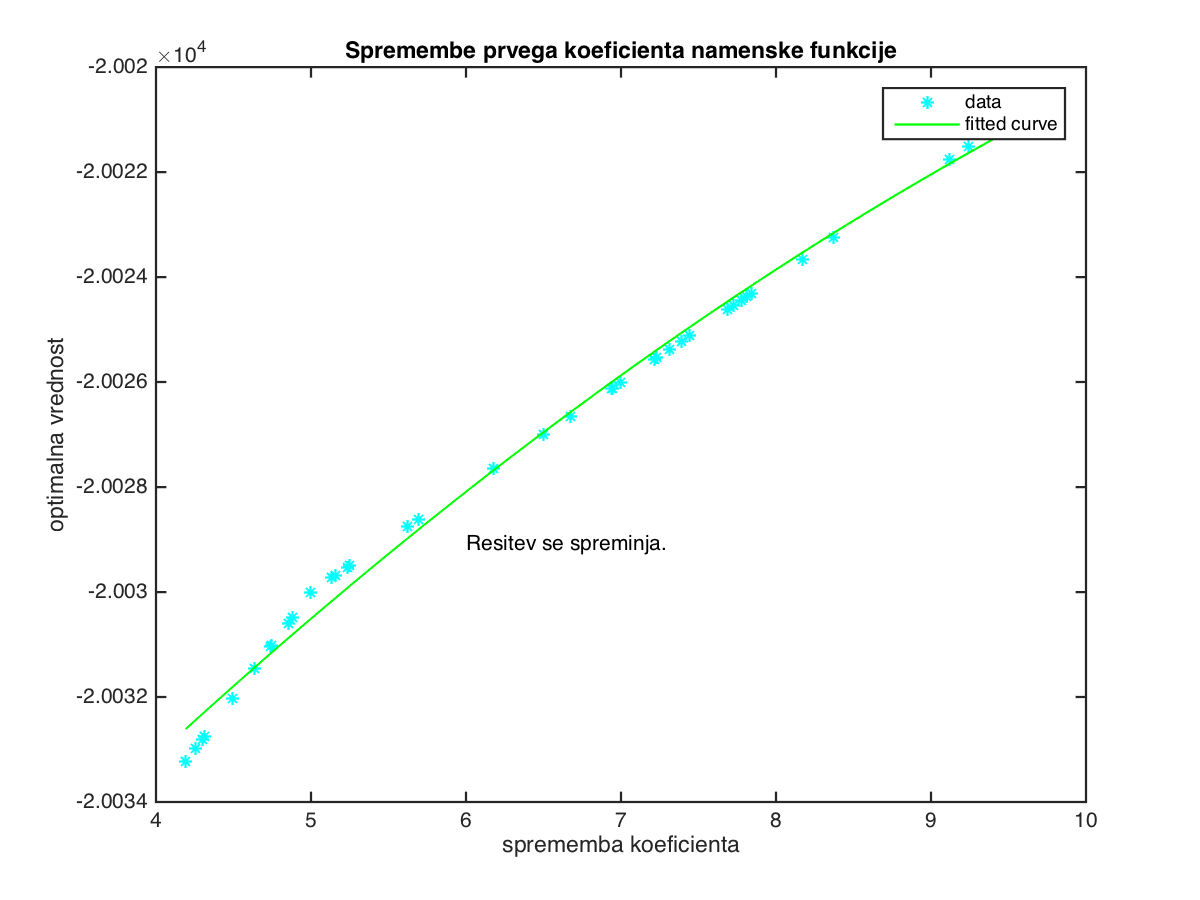 Spremembe prvega koeficienta namenske funkcije
×10⁴
-2.002
-2.0022
-2.0024
-2.0026
-2.0028
-2.003
-2.0032
-2.0034
optimalna vrednost
data
fitted curve
Resitev se spreminja.
4 5 6 7 8 9 10
sprememba koeficienta